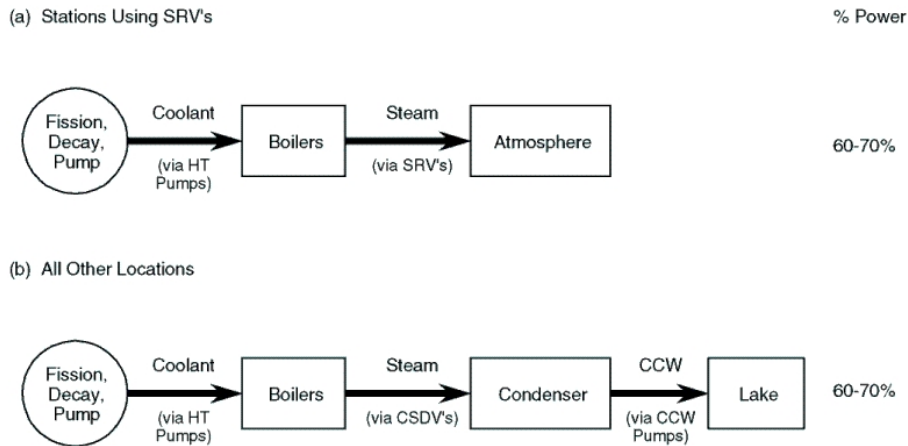 (a) Stations Using SRV's
% Power
Fission,
Decay,
Pump
Coolant
(via HT
Pumps)
Boilers
Steam
(via SRV's)
Atmosphere
60-70%
(b) All Other Locations
Fission,
Decay,
Pump
Coolant
(via HT
Pumps)
Boilers
Steam
(via CSDV's)
Condenser
CCW
(via CCW
Pumps)
Lake
60-70%